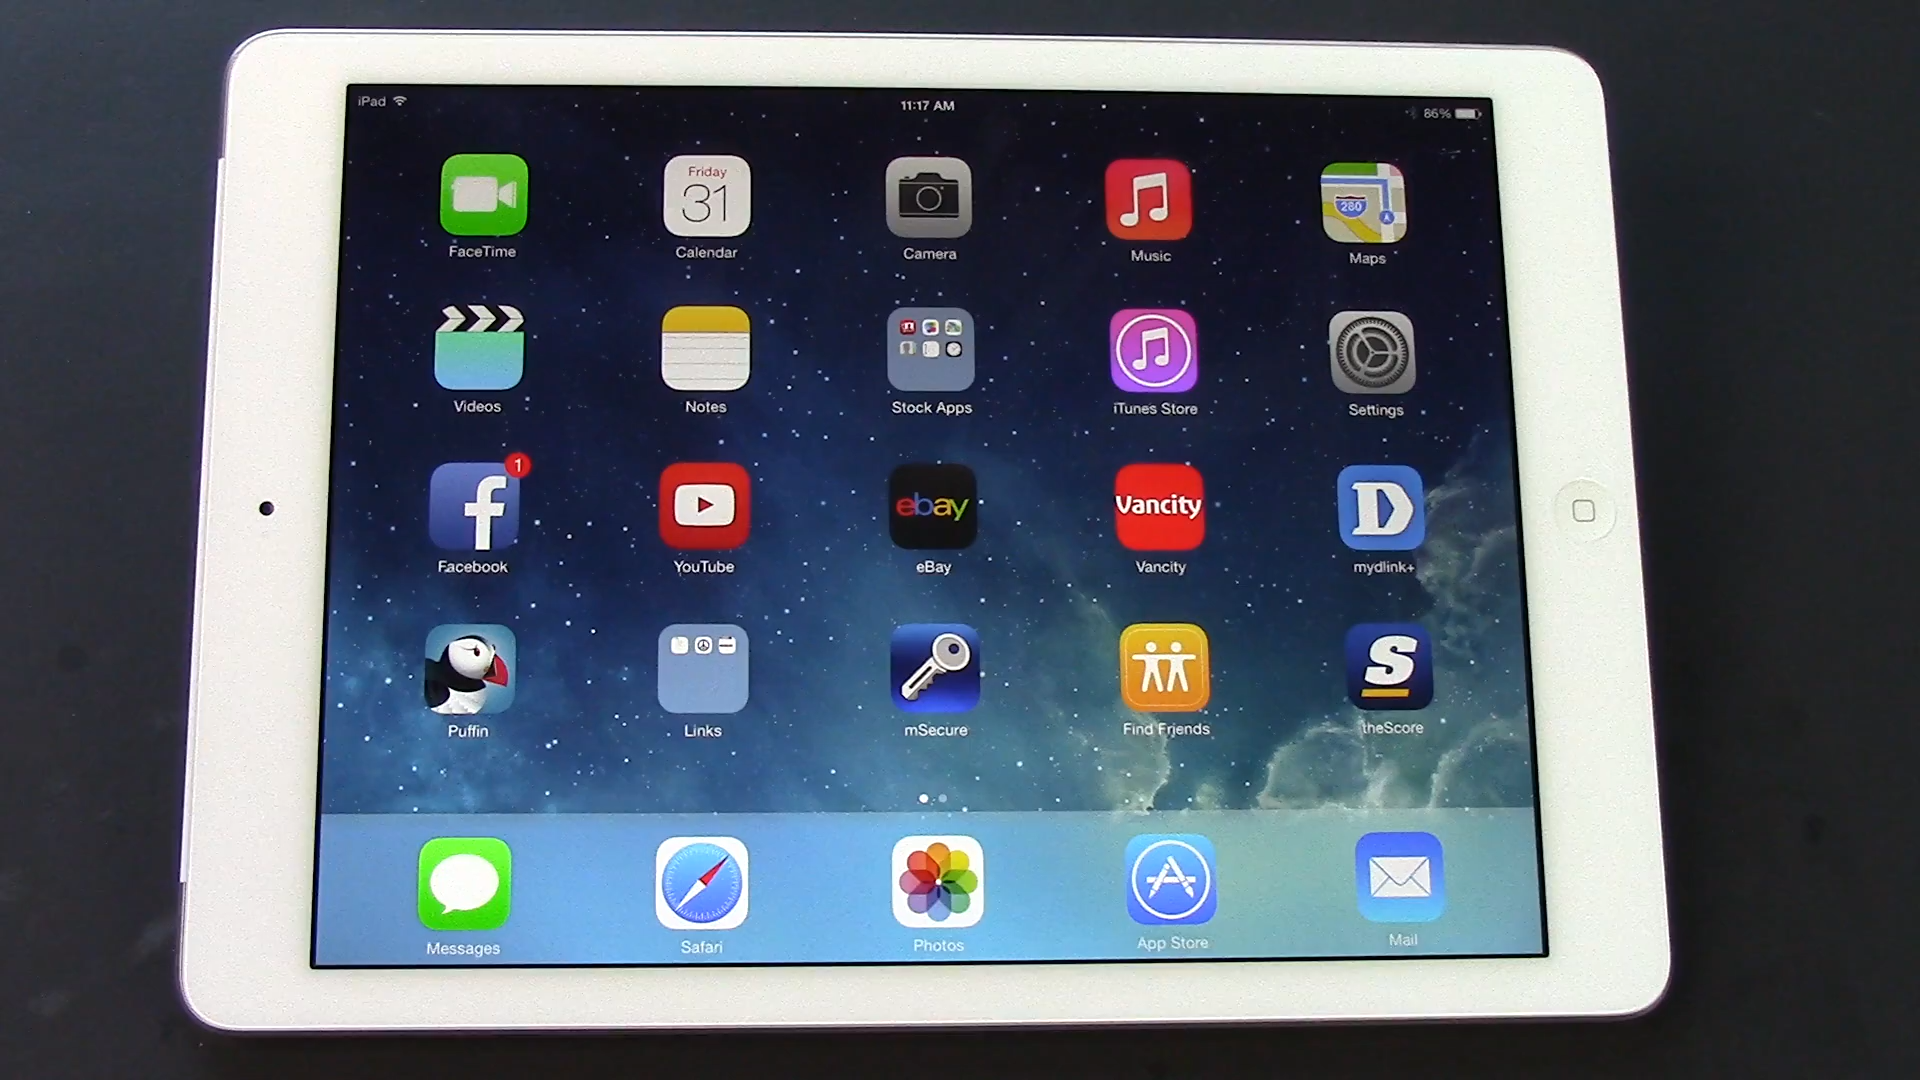 iPad
11:17 AM
86%
Friday
31
280
FaceTime
Calendar
Camera
Music
Maps
Videos
Notes
Stock Apps
iTunes Store
Settings
1
f
ebay
Vancity
D
Facebook
YouTube
eBay
Vancity
mydlink+
S
Puffin
Links
mSecure
Find Friends
theScore
Messages
Safari
Photos
App Store
Mail